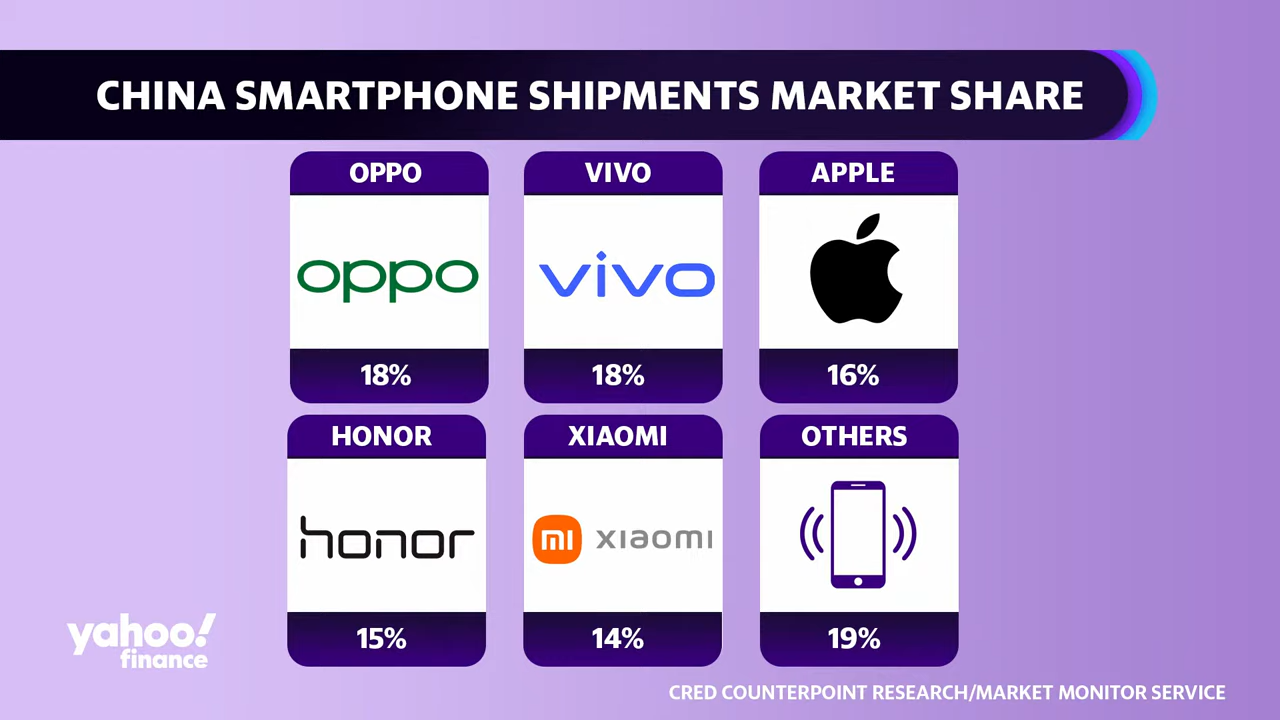 CHINA SMARTPHONE SHIPMENTS MARKET SHARE
OPPO
oppo
18%
VIVO
vivo
18%
APPLE
16%
HONOR
honor
15%
XIAOMI
mi xiaomi
14%
OTHERS
19%
yahoo!
finance
CRED COUNTERPOINT RESEARCH/MARKET MONITOR SERVICE